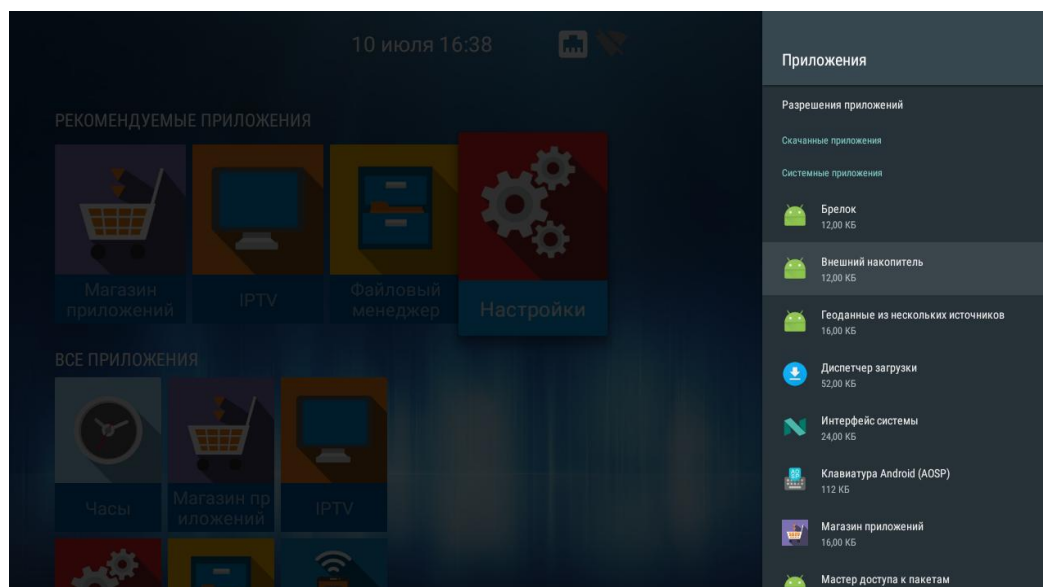 10 июля 16:38
РЕКОМЕНДУЕМЫЕ ПРИЛОЖЕНИЯ
Магазин
приложений
IPTV
Файловый
менеджер
Настройки
ВСЕ ПРИЛОЖЕНИЯ
Часы
Магазин пр
иложений
IPTV
Приложения
Разрешения приложений
Скачанные приложения
Системные приложения
Брелок
12,00 КБ
Внешний накопитель
12,00 КБ
Геоданные из нескольких источников
16,00 КБ
Диспетчер загрузки
52,00 КБ
Интерфейс системы
24,00 КБ
Клавиатура Android (AOSP)
112 КБ
Магазин приложений
16,00 КБ
Мастер доступа к пакетам